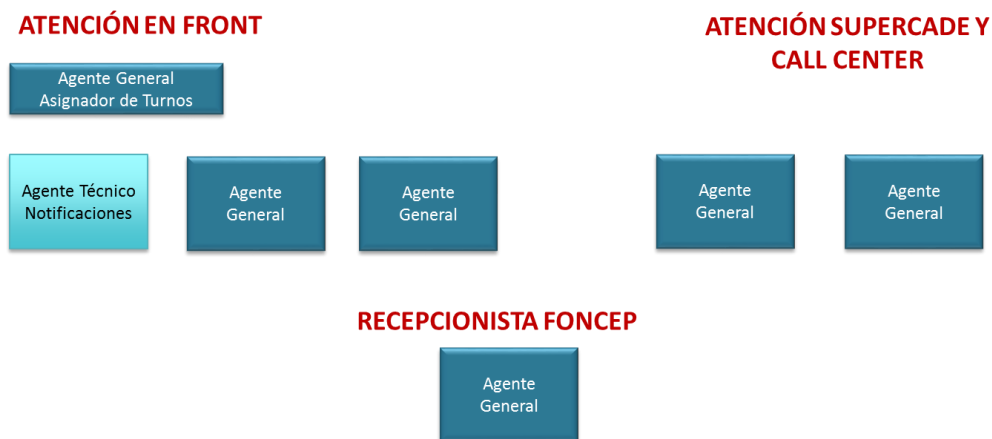 ATENCIÓN EN FRONT
Agente General
Asignador de Turnos
Agente Técnico
Notificaciones
Agente
General
Agente
General
ATENCIÓN SUPERCADE Y
CALL CENTER
Agente
General
Agente
General
RECEPCIONISTA FONCEP
Agente
General